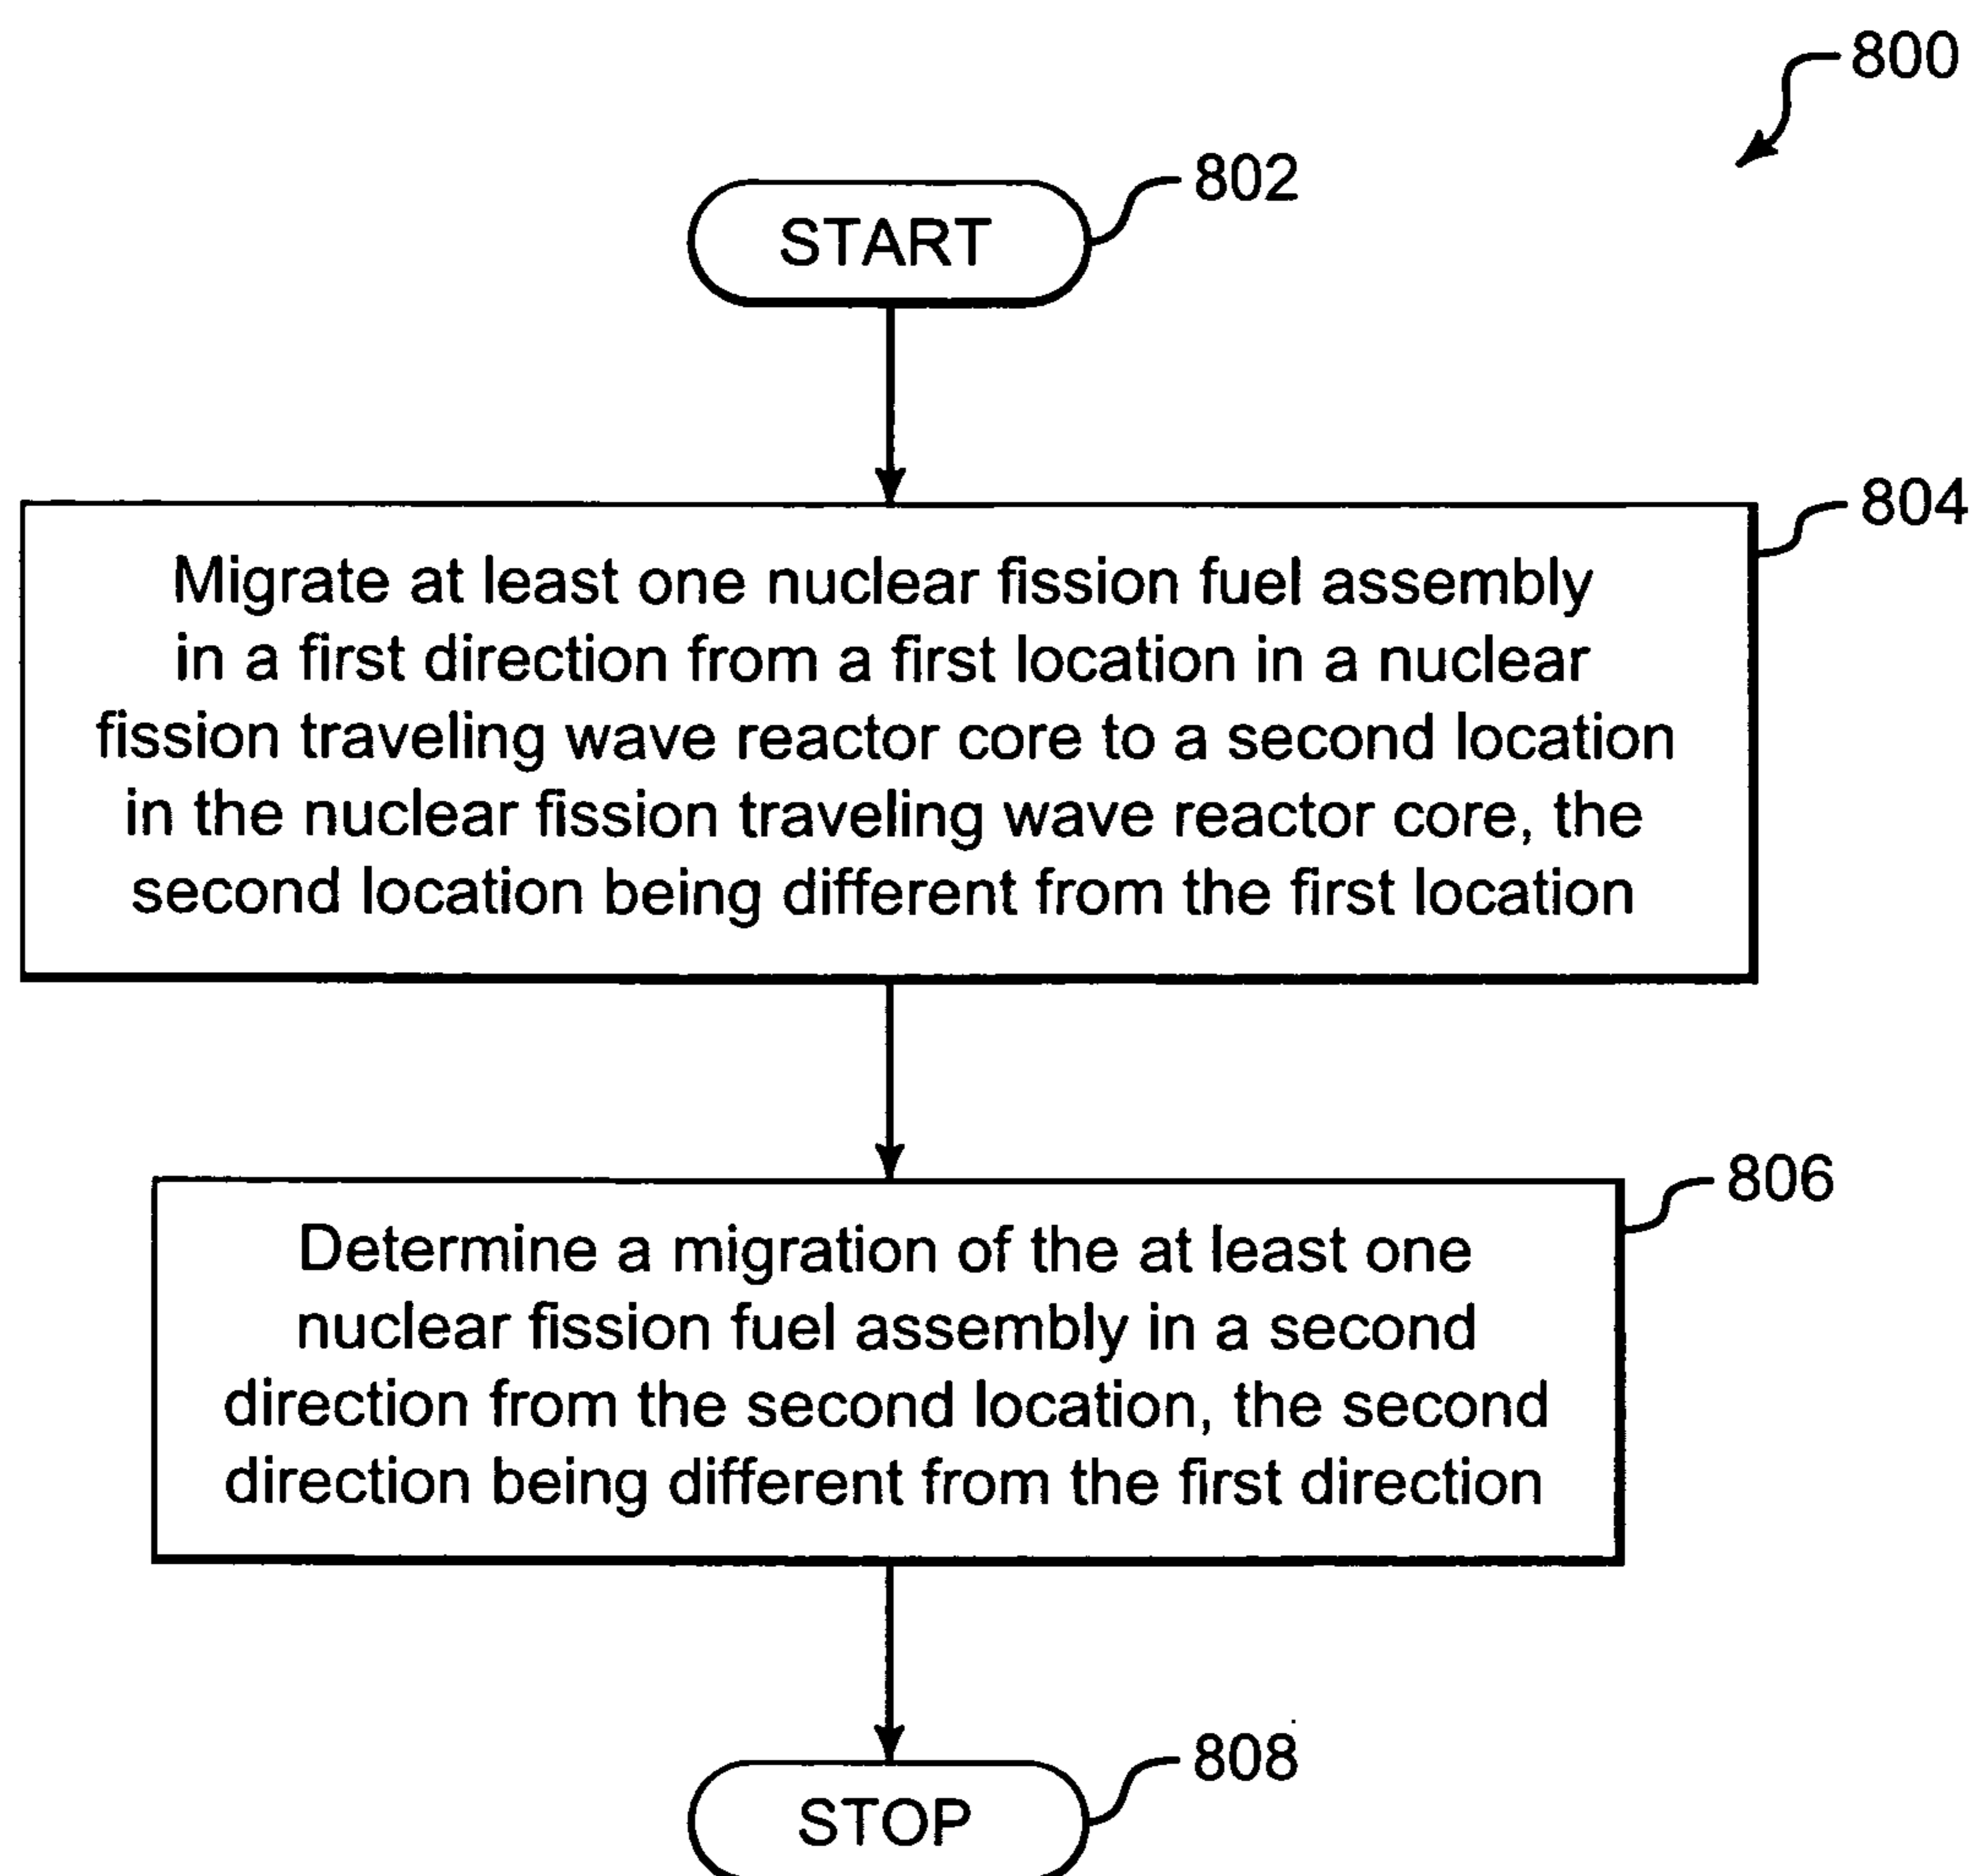 800
802
START
804
Migrate at least one nuclear fission fuel assembly
in a first direction from a first location in a nuclear
fission traveling wave reactor core to a second location
in the nuclear fission traveling wave reactor core, the
second location being different from the first location
806
Determine a migration of the at least one
nuclear fission fuel assembly in a second
direction from the second location, the second
direction being different from the first direction
808
STOP